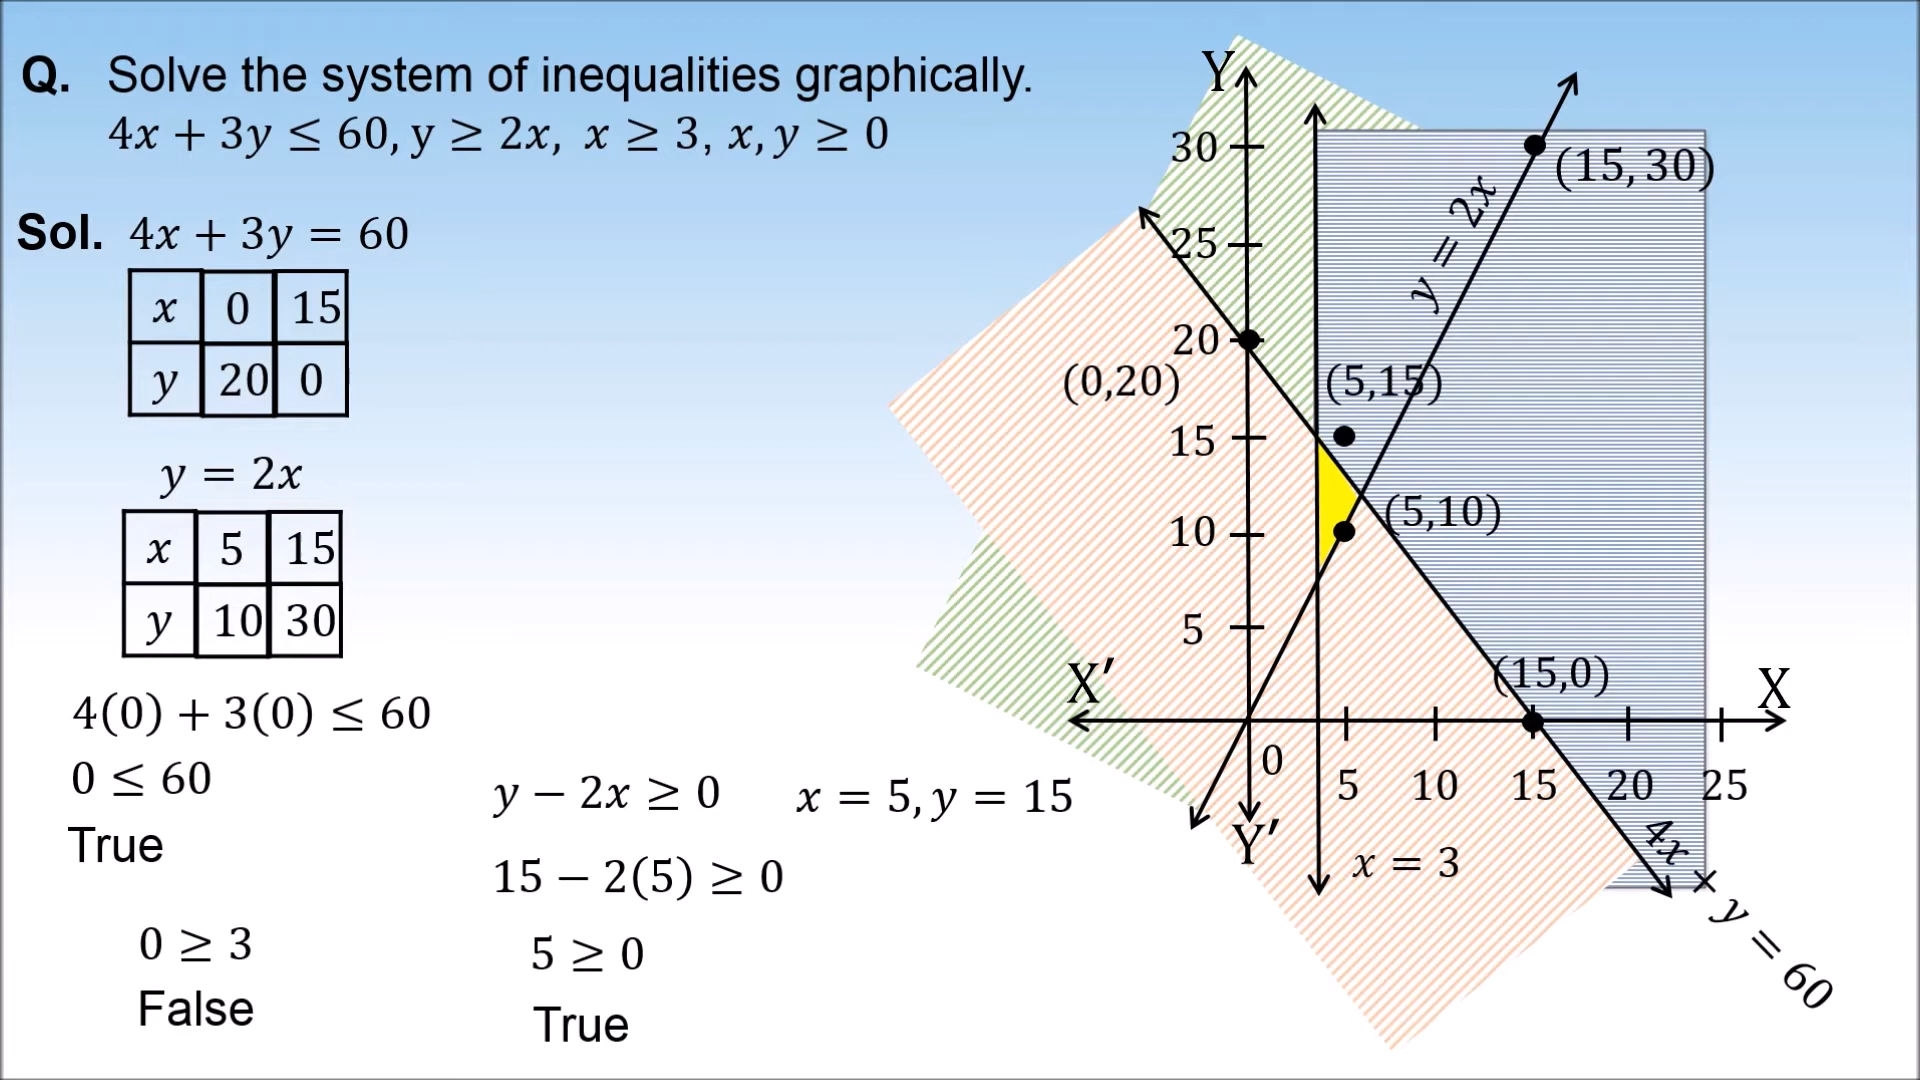 Q. Solve the system of inequalities graphically.
4x + 3y ≤ 60, y ≥ 2x, x ≥ 3, x, y ≥ 0
Sol. 4x + 3y = 60
x 0 15
y 20 0
y = 2x
x 5 15
y 10 30
4(0) + 3(0) ≤ 60
0 ≤ 60
True
0 ≥ 3
False
y − 2x ≥ 0
15 − 2(5) ≥ 0
5 ≥ 0
True
x = 5, y = 15
Y
30
25
20
15
10
5
(15, 30)
y = 2x
(0,20)
(5,15)
(5,10)
(15,0)
X′
X
0
5 10 15 20 25
Y′
x = 3
4x + y = 60